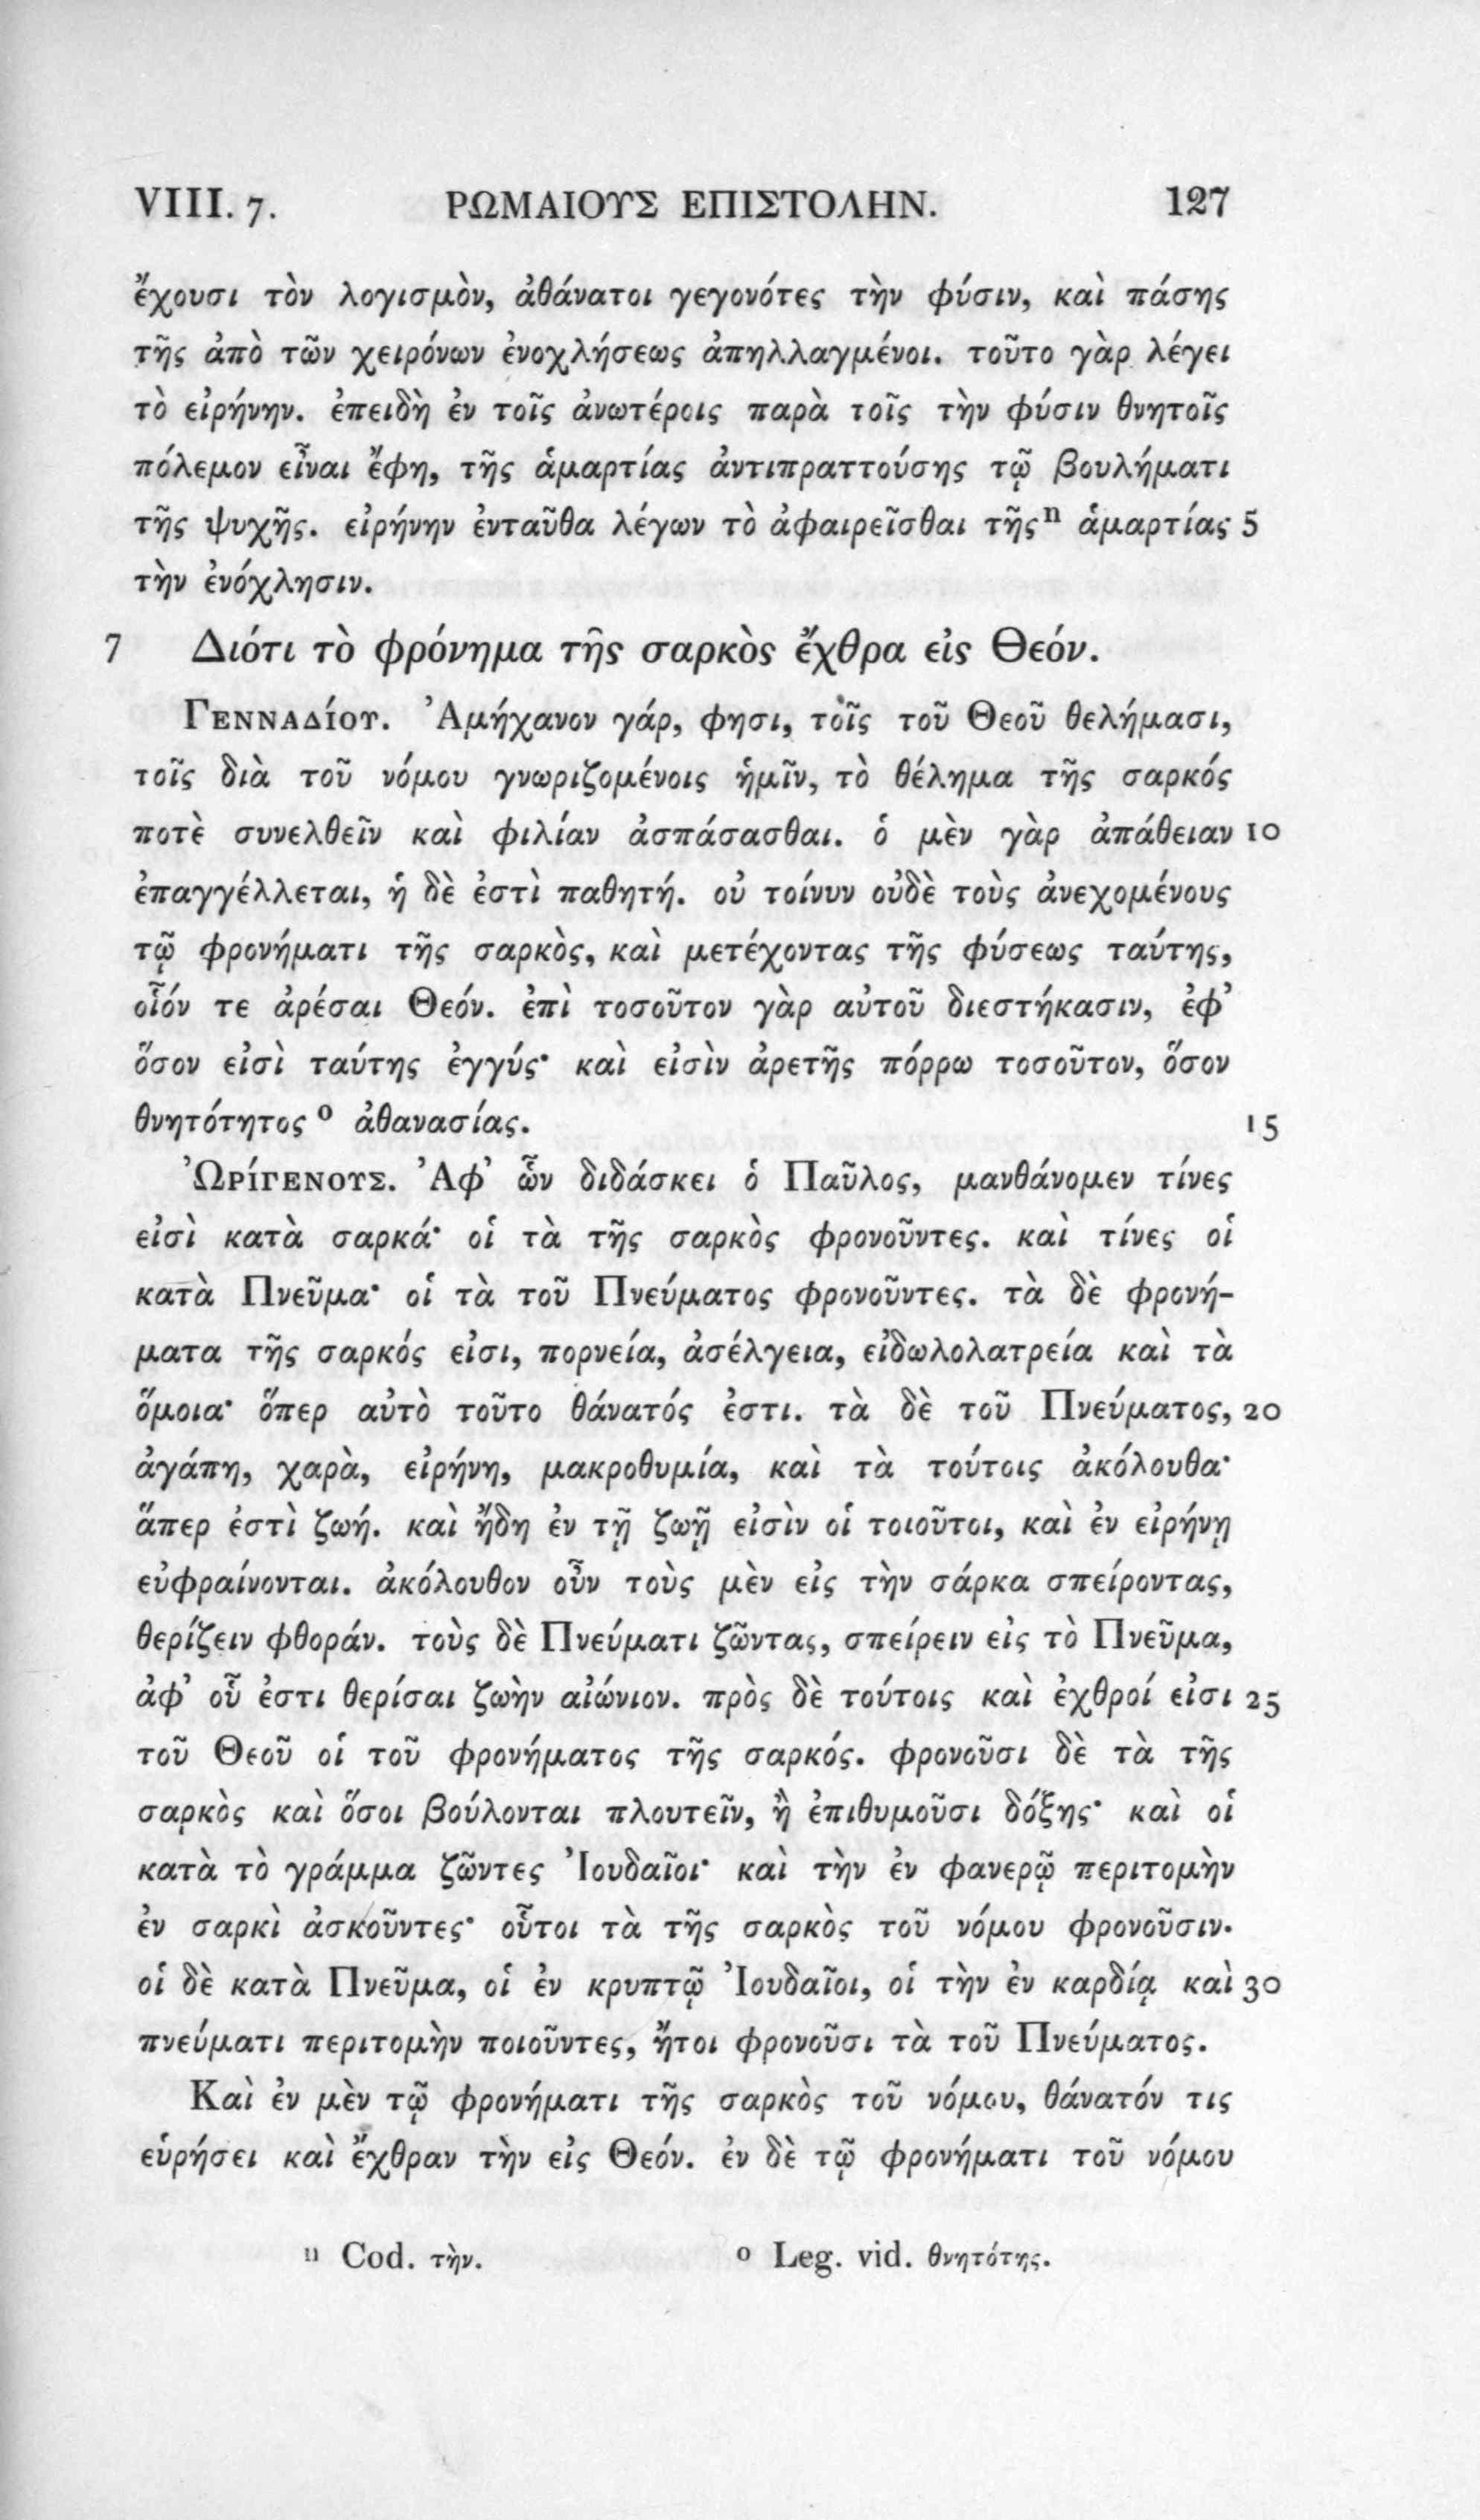 VIII. 7. ΡΩΜΑΙΟΥΣ ΕΠΙΣΤΟΛΗΝ. 127
ἔχουσι τὸν λογισμὸν, ἀθάνατοι γεγονότες τὴν φύσιν, καὶ πάσης
τῆς ἀπὸ τῶν χειρόνων ἐνοχλήσεως ἀπηλλαγμένοι. τοῦτο γὰρ λέγει
τὸ εἰρήνην. ἐπειδὴ ἐν τοῖς ἀνωτέροις παρὰ τοῖς τὴν φύσιν θνητοῖς
πόλεμον εἶναι ἔφη, τῆς ἁμαρτίας ἀντιπραττούσης τῷ βουλήματι
τῆς ψυχῆς. εἰρήνην ἐνταῦθα λέγων τὸ ἀφαιρεῖσθαι τῆς ⁿ ἁμαρτίας 5
τὴν ἐνόχλησιν.
7 Διότι τὸ φρόνημα τῆς σαρκὸς ἔχθρα εἰς Θεόν.
ΓΕΝΝΑΔΊΟΥ. Ἀμήχανον γάρ, φησι, τοῖς τοῦ Θεοῦ θελήμασι,
τοῖς διὰ τοῦ νόμου γνωριζομένοις ἡμῖν, τὸ θέλημα τῆς σαρκός
ποτὲ συνελθεῖν καὶ φιλίαν ἀσπάσασθαι. ὁ μὲν γὰρ ἀπάθειαν 10
ἐπαγγέλλεται, ἡ δὲ ἐστὶ παθητή. οὐ τοίνυν οὐδὲ τοὺς ἀνεχομένους
τῷ φρονήματι τῆς σαρκὸς, καὶ μετέχοντας τῆς φύσεως ταύτης,
οἷόν τε ἀρέσαι Θεόν. ἐπὶ τοσοῦτον γὰρ αὐτοῦ διεστήκασιν, ἐφ’
ὅσον εἰσὶ ταύτης ἐγγύς· καὶ εἰσὶν ἀρετῆς πόρρω τοσοῦτον, ὅσον
θνητότητος ᵒ ἀθανασίας. 15
ὨΡΊΓΕΝΟΥΣ. Ἀφ’ ὧν διδάσκει ὁ Παῦλος, μανθάνομεν τίνες
εἰσὶ κατὰ σαρκά· οἱ τὰ τῆς σαρκὸς φρονοῦντες. καὶ τίνες οἱ
κατὰ Πνεῦμα· οἱ τὰ τοῦ Πνεύματος φρονοῦντες. τὰ δὲ φρονή-
ματα τῆς σαρκός εἰσι, πορνεία, ἀσέλγεια, εἰδωλολατρεία καὶ τὰ
ὅμοια· ὅπερ αὐτὸ τοῦτο θάνατός ἐστι. τὰ δὲ τοῦ Πνεύματος, 20
ἀγάπη, χαρὰ, εἰρήνη, μακροθυμία, καὶ τὰ τούτοις ἀκόλουθα·
ἅπερ ἐστὶ ζωή. καὶ ἤδη ἐν τῇ ζωῇ εἰσὶν οἱ τοιοῦτοι, καὶ ἐν εἰρήνῃ
εὐφραίνονται. ἀκόλουθον οὖν τοὺς μὲν εἰς τὴν σάρκα σπείροντας,
θερίζειν φθοράν. τοὺς δὲ Πνεύματι ζῶντας, σπείρειν εἰς τὸ Πνεῦμα,
ἀφ’ οὗ ἐστι θερίσαι ζωὴν αἰώνιον. πρὸς δὲ τούτοις καὶ ἐχθροί εἰσι 25
τοῦ Θεοῦ οἱ τοῦ φρονήματος τῆς σαρκός. φρονοῦσι δὲ τὰ τῆς
σαρκὸς καὶ ὅσοι βούλονται πλουτεῖν, ἢ ἐπιθυμοῦσι δόξης· καὶ οἱ
κατὰ τὸ γράμμα ζῶντες Ἰουδαῖοι· καὶ τὴν ἐν φανερῷ περιτομὴν
ἐν σαρκὶ ἀσκοῦντες· οὗτοι τὰ τῆς σαρκὸς τοῦ νόμου φρονοῦσιν.
οἱ δὲ κατὰ Πνεῦμα, οἱ ἐν κρυπτῷ Ἰουδαῖοι, οἱ τὴν ἐν καρδίᾳ καὶ 30
πνεύματι περιτομὴν ποιοῦντες, ἤτοι φρονοῦσι τὰ τοῦ Πνεύματος.
Καὶ ἐν μὲν τῷ φρονήματι τῆς σαρκὸς τοῦ νόμου, θάνατόν τις
εὑρήσει καὶ ἔχθραν τὴν εἰς Θεόν. ἐν δὲ τῷ φρονήματι τοῦ νόμου
ⁿ Cod. τὴν. ᵒ Leg. vid. θνητότης.